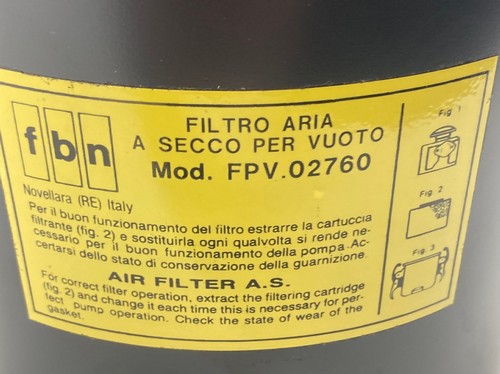 fbn
FILTRO ARIA
A SECCO PER VUOTO
Mod. FPV.02760
Novellara (RE) Italy
Per il buon funzionamento del filtro estrarre la cartuccia
filtrante (fig. 2) e sostituirla ogni qualvolta si rende ne-
cessario per il buon funzionamento della pompa. Ac-
certarsi dello stato di conservazione della guarnizione.
AIR FILTER A.S.
For correct filter operation, extract the filtering cartridge
(fig. 2) and change it each time this is necessary for per-
fect pump operation. Check the state of wear of the
gasket.
Fig. 1
Fig. 2
Fig. 3